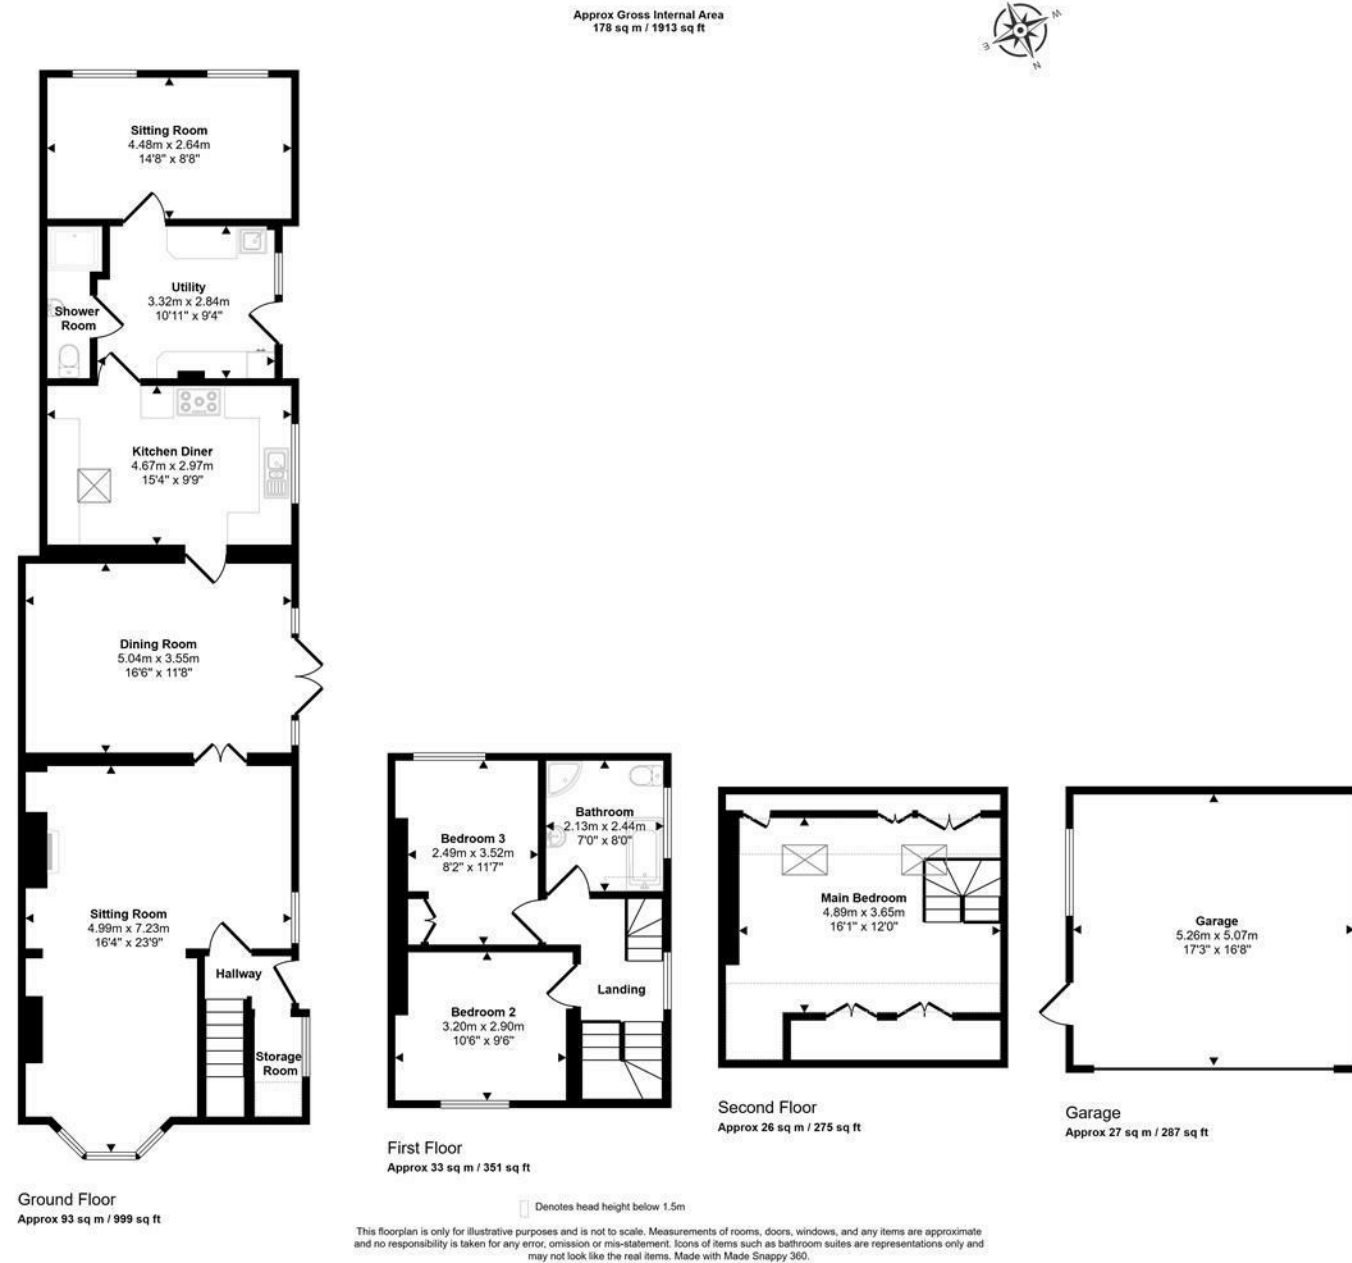 Approx Gross Internal Area
178 sq m / 1913 sq ft
W
E
N
Sitting Room
4.48m x 2.64m
14'8" x 8'8"
Utility
3.32m x 2.84m
10'11" x 9'4"
Shower
Room
Kitchen Diner
4.67m x 2.97m
15'4" x 9'9"
Dining Room
5.04m x 3.55m
16'6" x 11'8"
Sitting Room
4.99m x 7.23m
16'4" x 23'9"
Hallway
Storage
Room
Ground Floor
Approx 93 sq m / 999 sq ft
Bedroom 3
2.49m x 3.52m
8'2" x 11'7"
Bathroom
2.13m x 2.44m
7'0" x 8'0"
Landing
Bedroom 2
3.20m x 2.90m
10'6" x 9'6"
First Floor
Approx 33 sq m / 351 sq ft
Main Bedroom
4.89m x 3.65m
16'1" x 12'0"
Second Floor
Approx 26 sq m / 275 sq ft
Garage
5.26m x 5.07m
17'3" x 16'8"
Garage
Approx 27 sq m / 287 sq ft
Denotes head height below 1.5m
This floorplan is only for illustrative purposes and is not to scale. Measurements of rooms, doors, windows, and any items are approximate
and no responsibility is taken for any error, omission or mis-statement. Icons of items such as bathroom suites are representations only and
may not look like the real items. Made with Made Snappy 360.